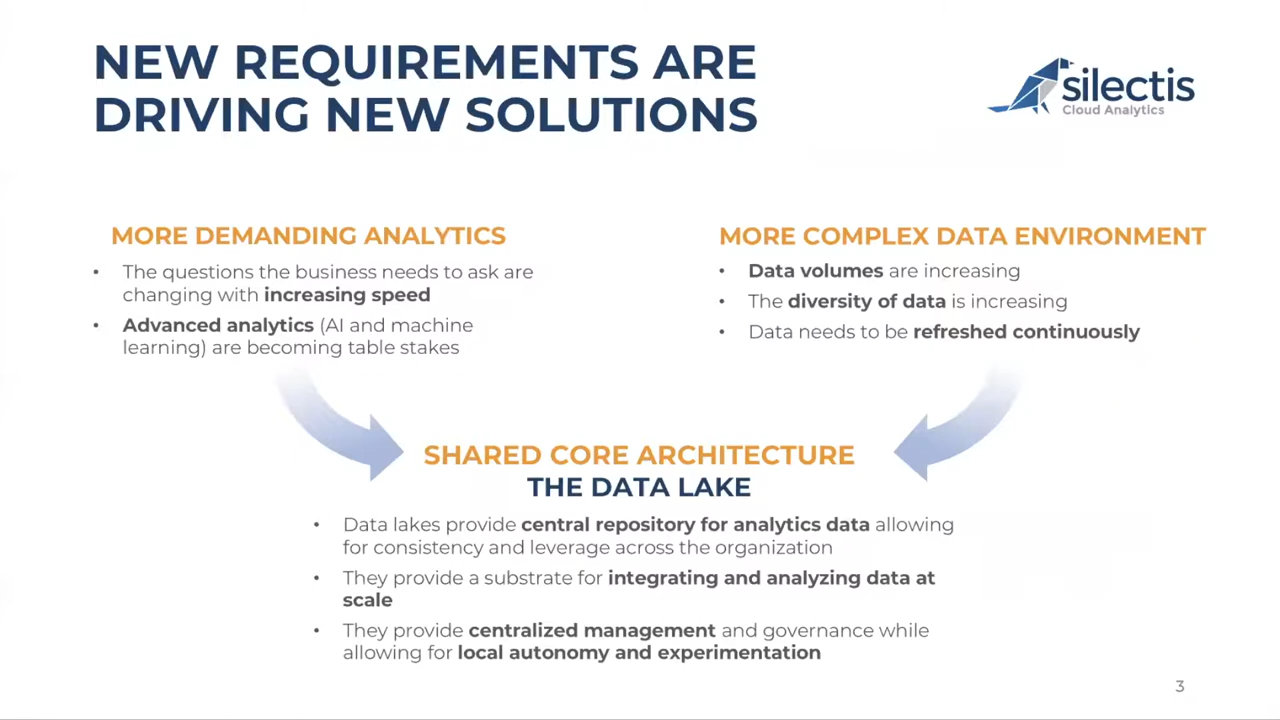 NEW REQUIREMENTS ARE
DRIVING NEW SOLUTIONS
silectis
Cloud Analytics
MORE DEMANDING ANALYTICS
• The questions the business needs to ask are
changing with increasing speed
• Advanced analytics (AI and machine
learning) are becoming table stakes
MORE COMPLEX DATA ENVIRONMENT
• Data volumes are increasing
• The diversity of data is increasing
• Data needs to be refreshed continuously
SHARED CORE ARCHITECTURE
THE DATA LAKE
• Data lakes provide central repository for analytics data allowing
for consistency and leverage across the organization
• They provide a substrate for integrating and analyzing data at
scale
• They provide centralized management and governance while
allowing for local autonomy and experimentation
3